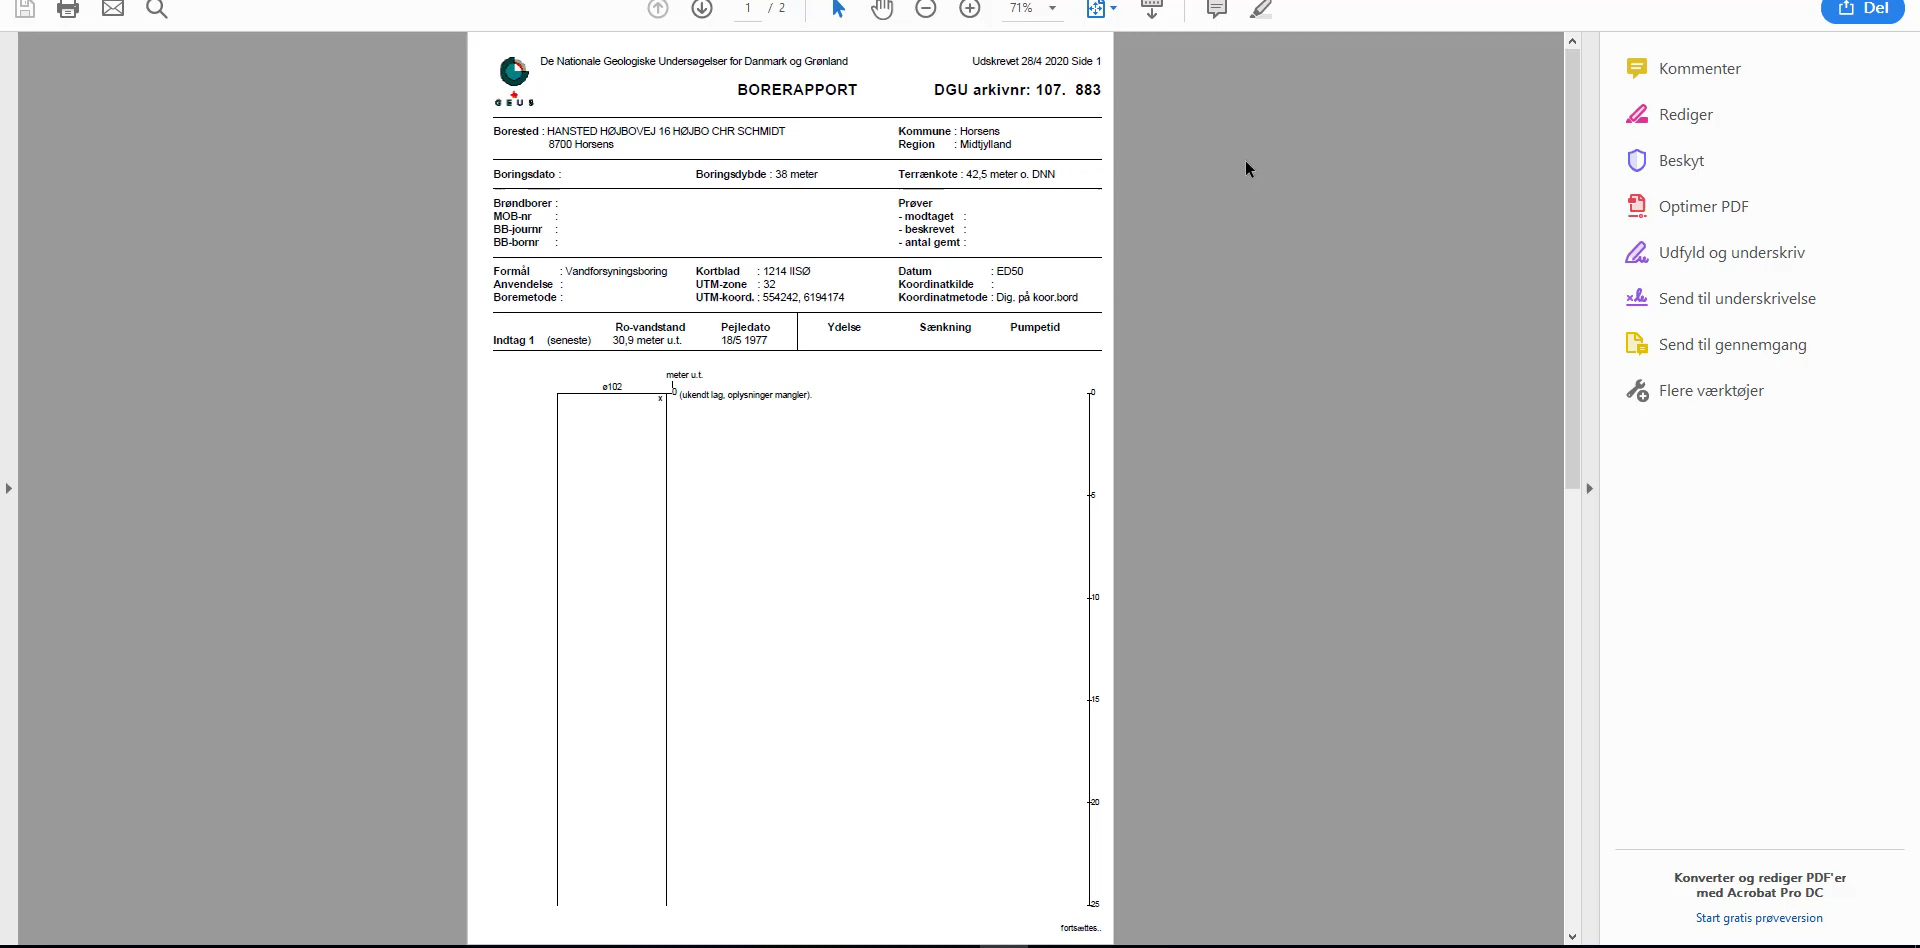 1 / 2
71%
Del
De Nationale Geologiske Undersøgelser for Danmark og Grønland
Udskrevet 28/4 2020 Side 1
GEUS
BORERAPPORT
DGU arkivnr: 107. 883
Borested : HANSTED HØJBOVEJ 16 HØJBO CHR SCHMIDT
8700 Horsens
Kommune : Horsens
Region : Midtjylland
Boringsdato :
Boringsdybde : 38 meter
Terrænkote : 42,5 meter o. DNN
Brøndborer :
MOB-nr :
BB-journr :
BB-bornr :
Prøver
- modtaget :
- beskrevet :
- antal gemt :
Formål : Vandforsyningsboring
Anvendelse :
Boremetode :
Kortblad : 1214 IISØ
UTM-zone : 32
UTM-koord. : 554242, 6194174
Datum : ED50
Koordinatkilde :
Koordinatmetode : Dig. på koor.bord
Ro-vandstand Pejledato Ydelse Sænkning Pumpetid
Indtag 1 (seneste) 30,9 meter u.t. 18/5 1977
meter u.t.
ø102
x
0 (ukendt lag, oplysninger mangler).
0
5
10
15
20
25
fortsættes..
Kommenter
Rediger
Beskyt
Optimer PDF
Udfyld og underskriv
Send til underskrivelse
Send til gennemgang
Flere værktøjer
Konverter og rediger PDF'er
med Acrobat Pro DC
Start gratis prøveversion